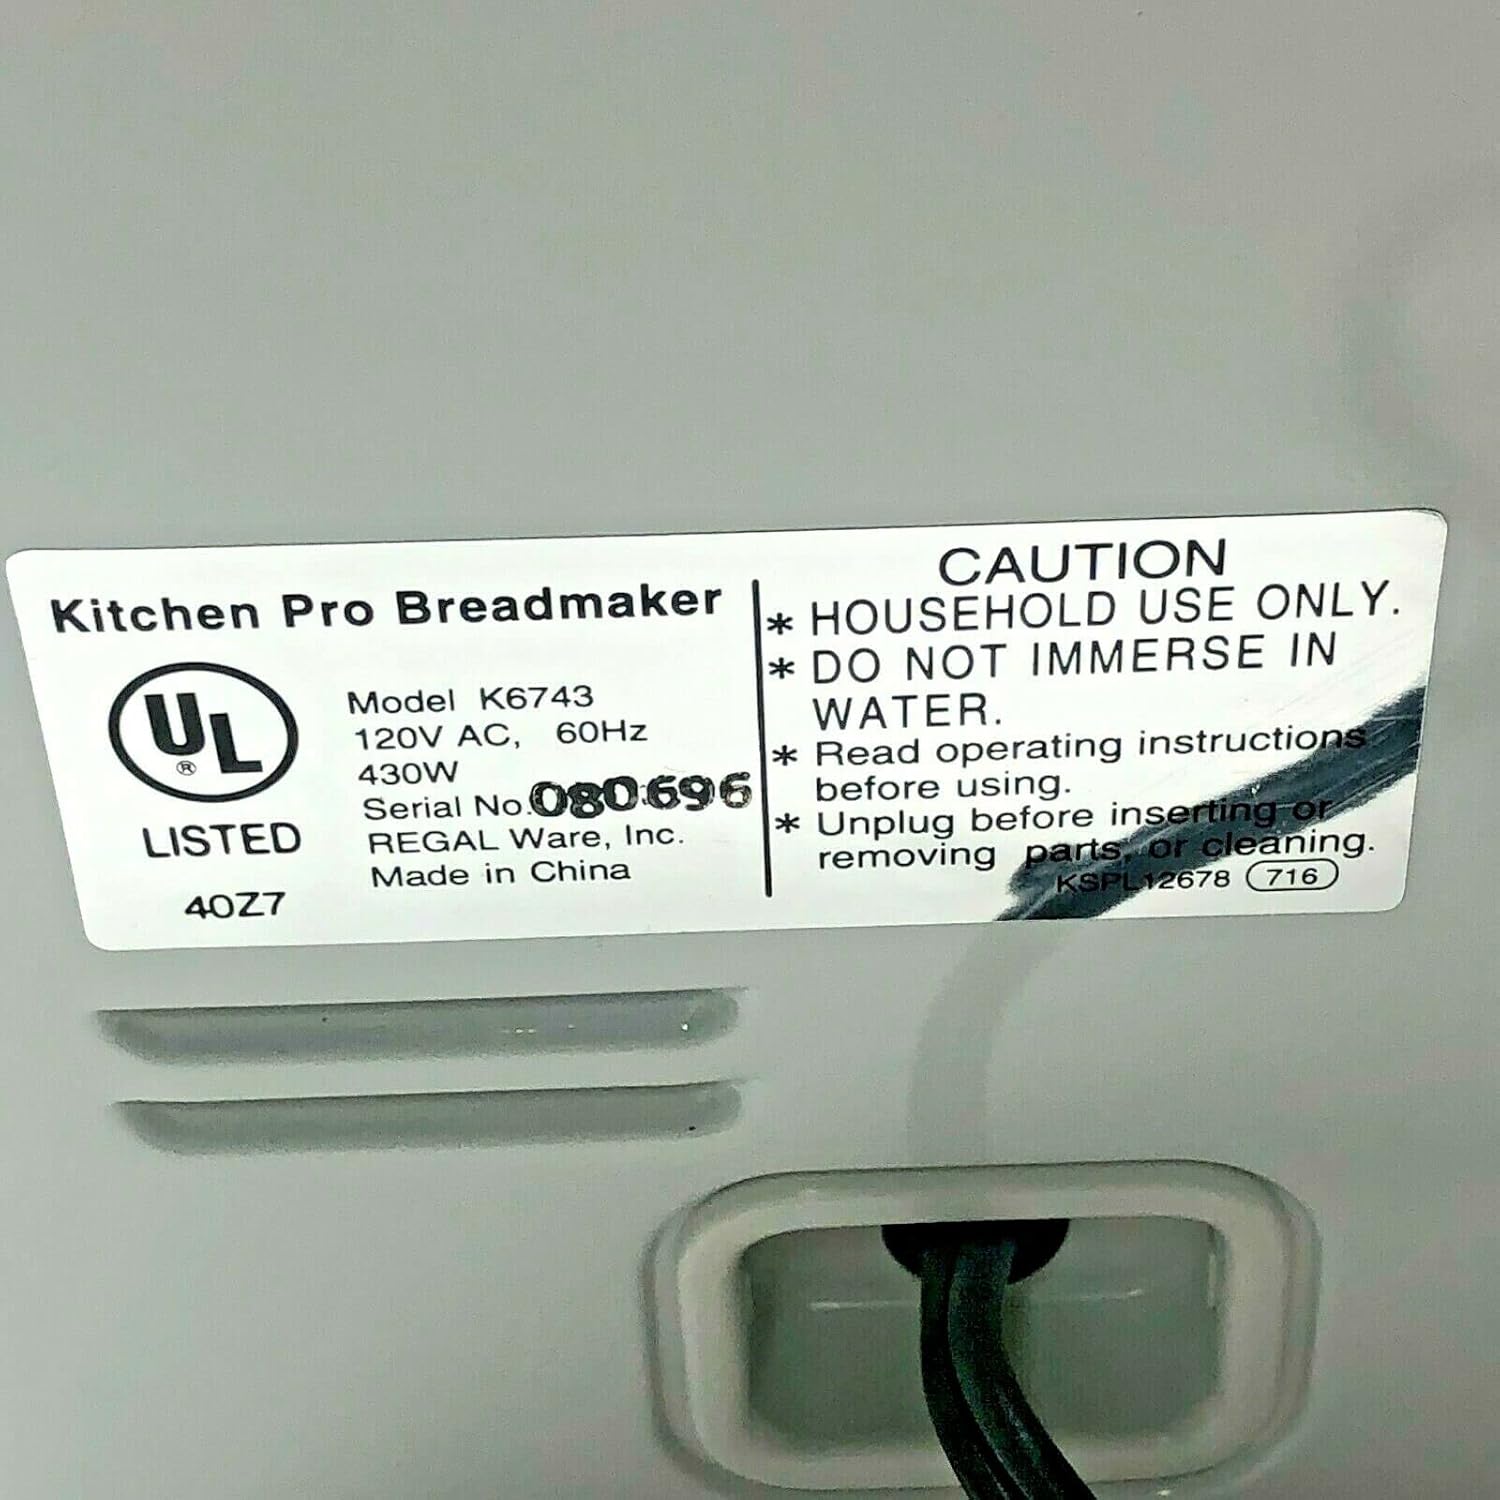 Kitchen Pro Breadmaker
UL
®
LISTED
40Z7
Model K6743
120V AC, 60Hz
430W
Serial No.080696
REGAL Ware, Inc.
Made in China
CAUTION
* HOUSEHOLD USE ONLY.
* DO NOT IMMERSE IN
WATER.
* Read operating instructions
before using.
* Unplug before inserting or
removing parts, or cleaning.
KSPL12678 716